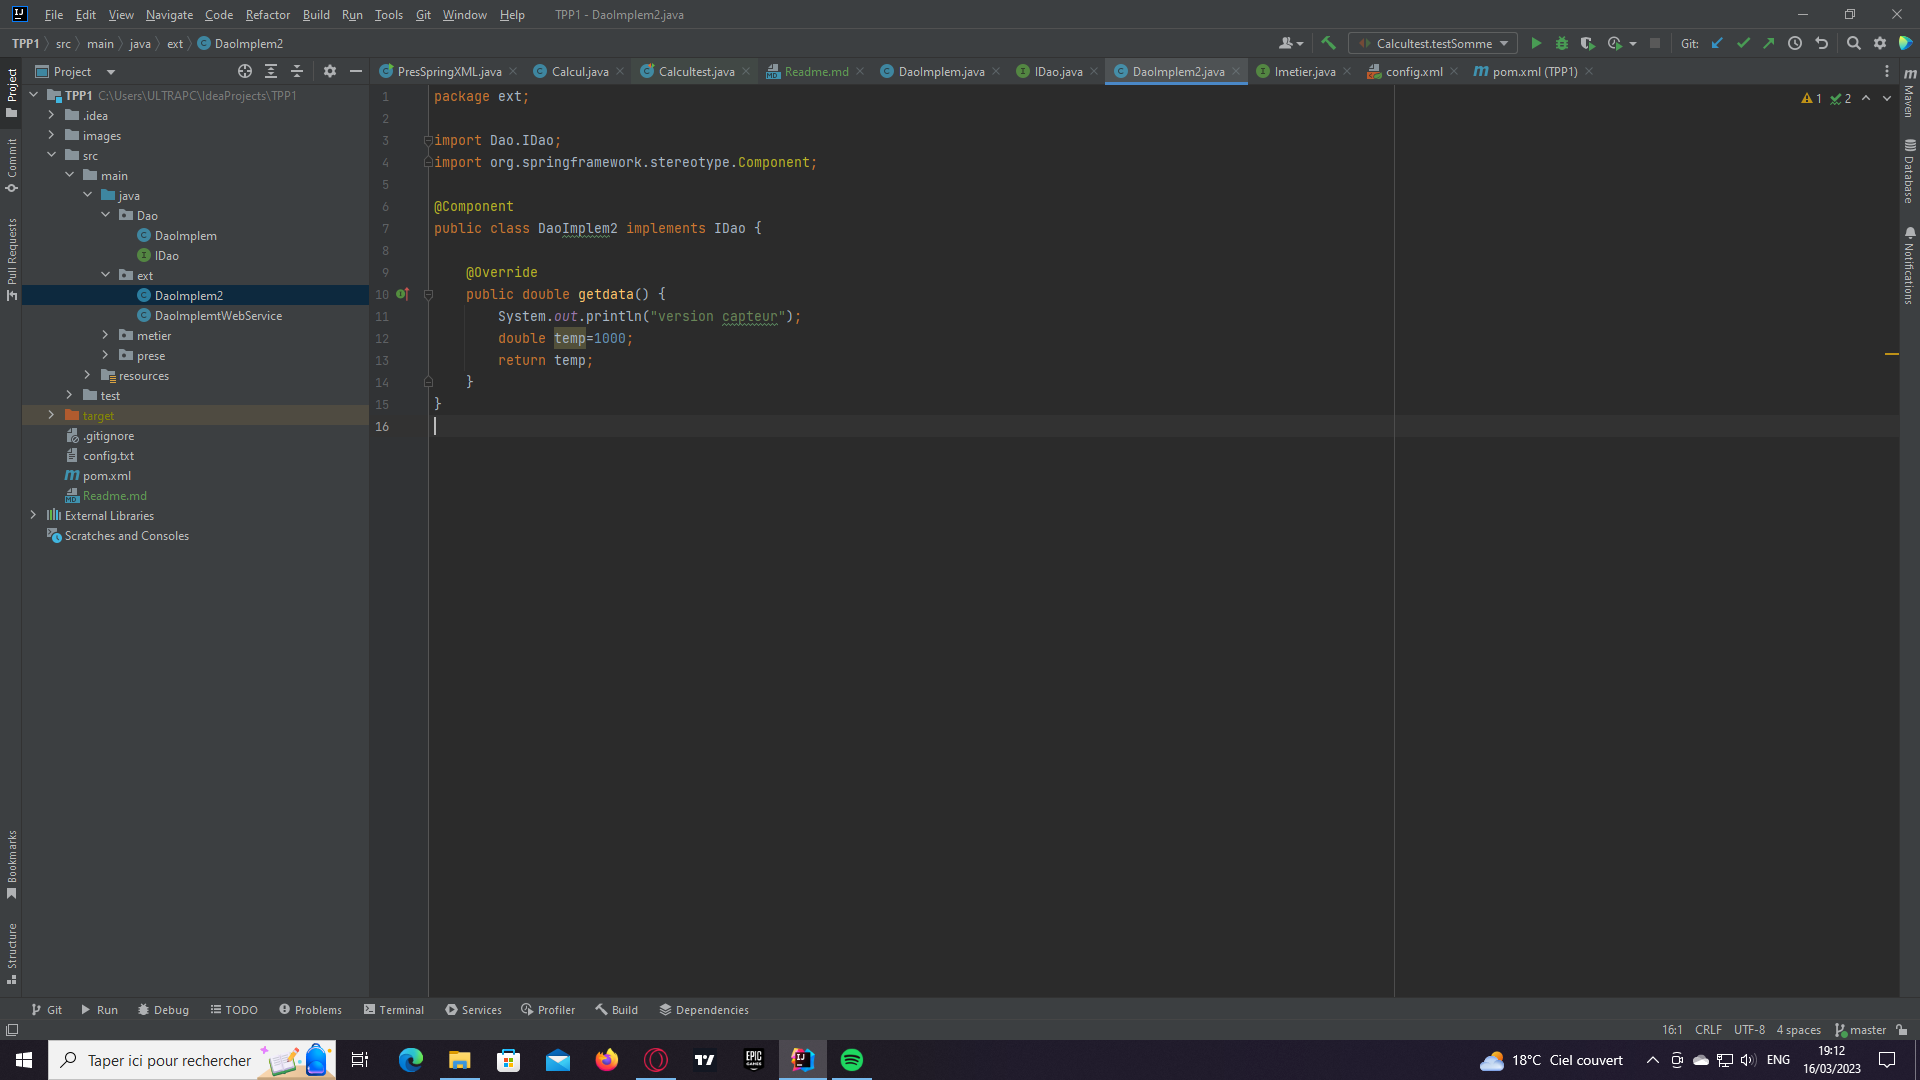 File Edit View Navigate Code Refactor Build Run Tools Git Window Help TPP1 - DaoImplem2.java
TPP1 src main java ext DaoImplem2 Calcultest.testSomme Git:
Project PresSpringXML.java Calcul.java Calcultest.java Readme.md DaoImplem.java IDao.java DaoImplem2.java Imetier.java config.xml pom.xml (TPP1)
Project
Commit
Pull Requests
Bookmarks
Structure
TPP1 C:\Users\ULTRAPC\IdeaProjects\TPP1
.idea
images
src
main
java
Dao
DaoImplem
IDao
ext
DaoImplem2
DaoImplemtWebService
metier
prese
resources
test
target
.gitignore
config.txt
pom.xml
Readme.md
External Libraries
Scratches and Consoles
1 package ext;
2
3 import Dao.IDao;
4 import org.springframework.stereotype.Component;
5
6 @Component
7 public class DaoImplem2 implements IDao {
8
9 @Override
10 public double getdata() {
11 System.out.println("version capteur");
12 double temp=1000;
13 return temp;
14 }
15 }
16
1 2
Maven
Database
Notifications
Git Run Debug TODO Problems Terminal Services Profiler Build Dependencies
16:1 CRLF UTF-8 4 spaces master
Taper ici pour rechercher
18°C Ciel couvert ENG
19:12
16/03/2023